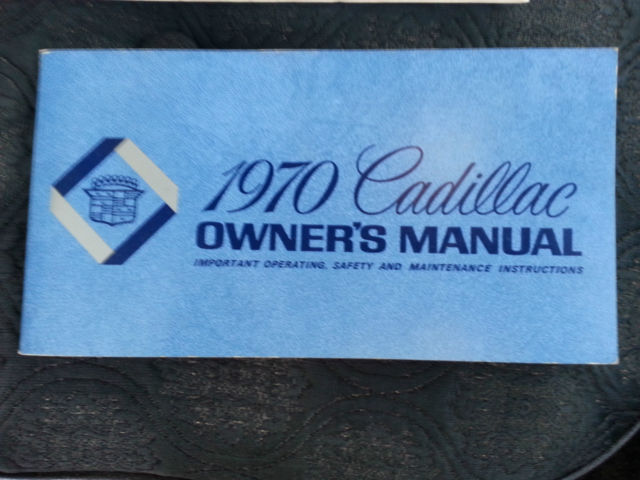 1970 Cadillac
OWNER'S MANUAL
IMPORTANT OPERATING, SAFETY AND MAINTENANCE INSTRUCTIONS